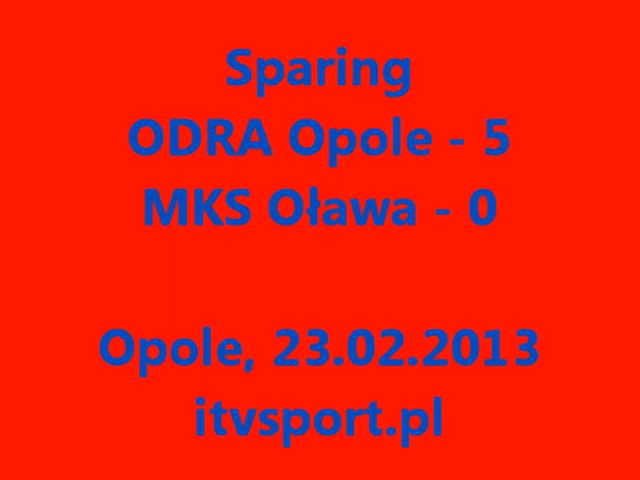 Sparing
ODRA Opole - 5
MKS Oława - 0
Opole, 23.02.2013
itvsport.pl